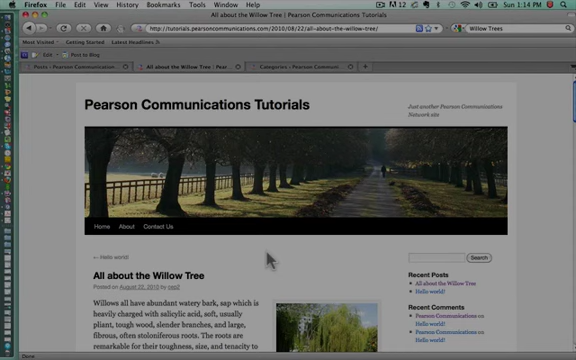 Firefox File Edit View History Bookmarks Tools Window Help
12
Sun 1:14 PM
All about the Willow Tree | Pearson Communications Tutorials
http://tutorials.pearsoncommunications.com/2010/08/22/all-about-the-willow-tree/
Willow Trees
Most Visited Getting Started Latest Headlines
Edit Post to Blog
Posts ‹ Pearson Communication...
All about the Willow Tree | Pear...
Categories ‹ Pearson Communi...
Pearson Communications Tutorials
Just another Pearson Communications
Network site
Home About Contact Us
← Hello world!
All about the Willow Tree
Posted on August 22, 2010 by
Willows all have abundant watery bark, sap which is
heavily charged with salicylic acid, soft, usually
pliant, tough wood, slender branches, and large,
fibrous, often stoloniferous roots. The roots are
remarkable for their toughness, size, and tenacity to
Search
Recent Posts
All about the Willow Tree
Hello world!
Recent Comments
Pearson Communications on
Hello world!
Pearson Communications on
Hello world!
Done